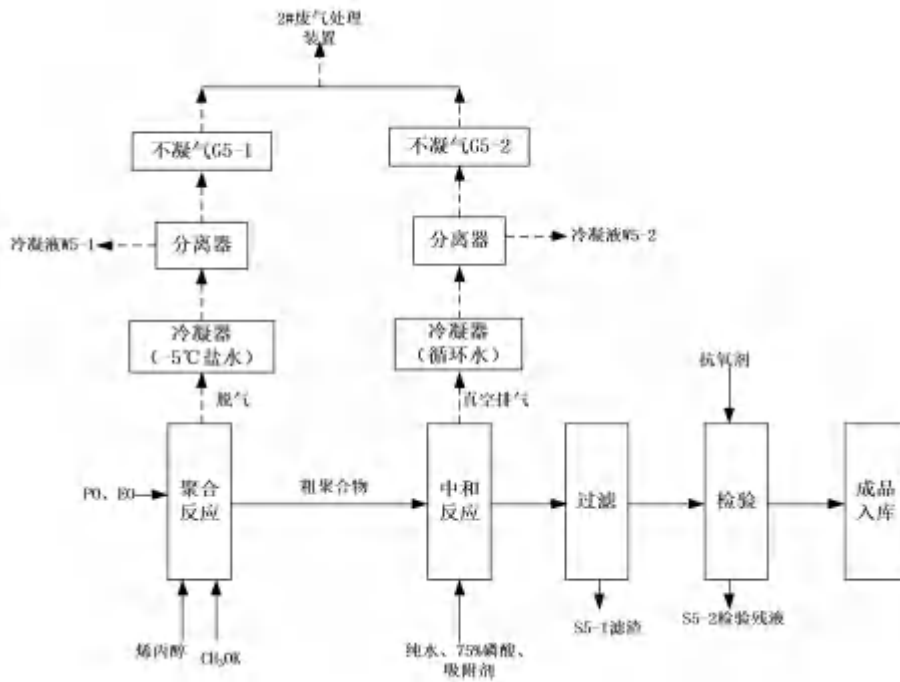 2#废气处理
装置
不凝气G5-1
不凝气G5-2
冷凝液W5-1
分离器
分离器
冷凝液W5-2
冷凝器
(-5℃盐水)
冷凝器
(循环水)
抗氧剂
脱气
真空排气
PO、EO
聚合
反应
粗聚合物
中和
反应
过滤
检验
成品
入库
S5-1滤渣
S5-2检验残液
烯丙醇
CH₃OK
纯水、75%磷酸、
吸附剂